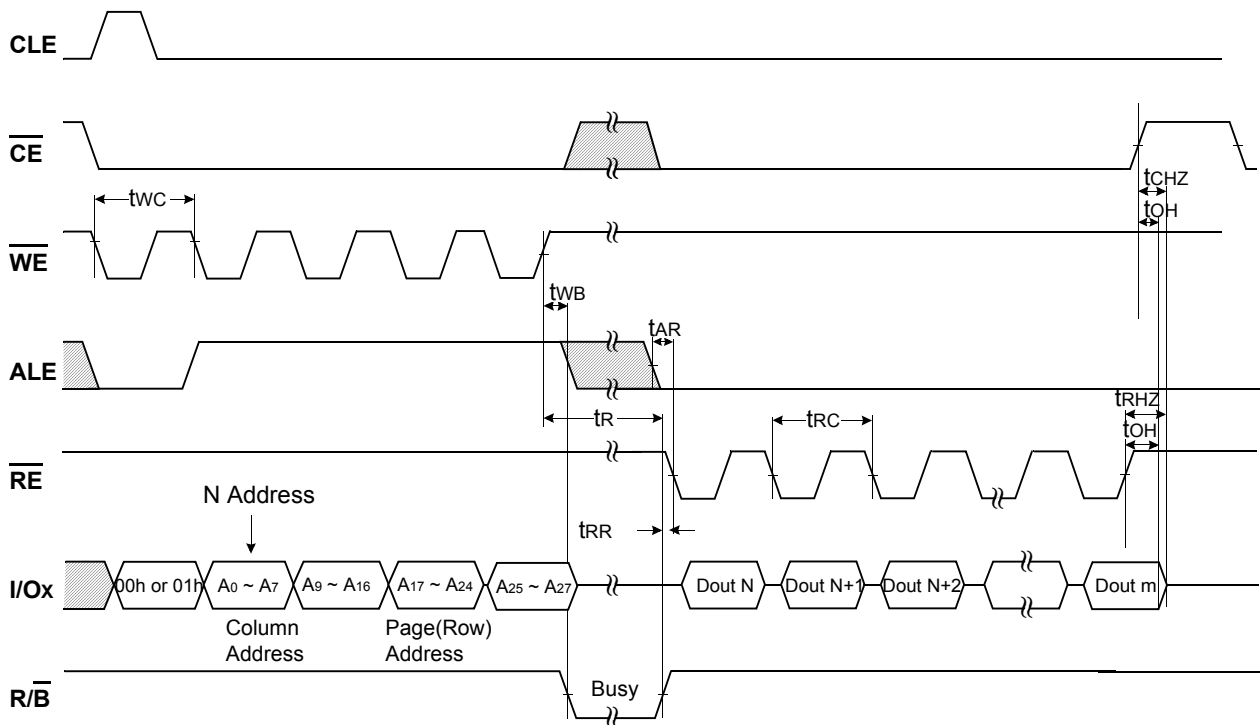 CLE
CE
tCHZ
tWC
tOH
WE
tWB
tAR
ALE
tRHZ
tR
tRC
tOH
RE
N Address
tRR
I/Ox
00h or 01h
A0 ~ A7
A9 ~ A16
A17 ~ A24
A25 ~ A27
Dout N
Dout N+1
Dout N+2
Dout m
Column
Address
Page(Row)
Address
R/B
Busy